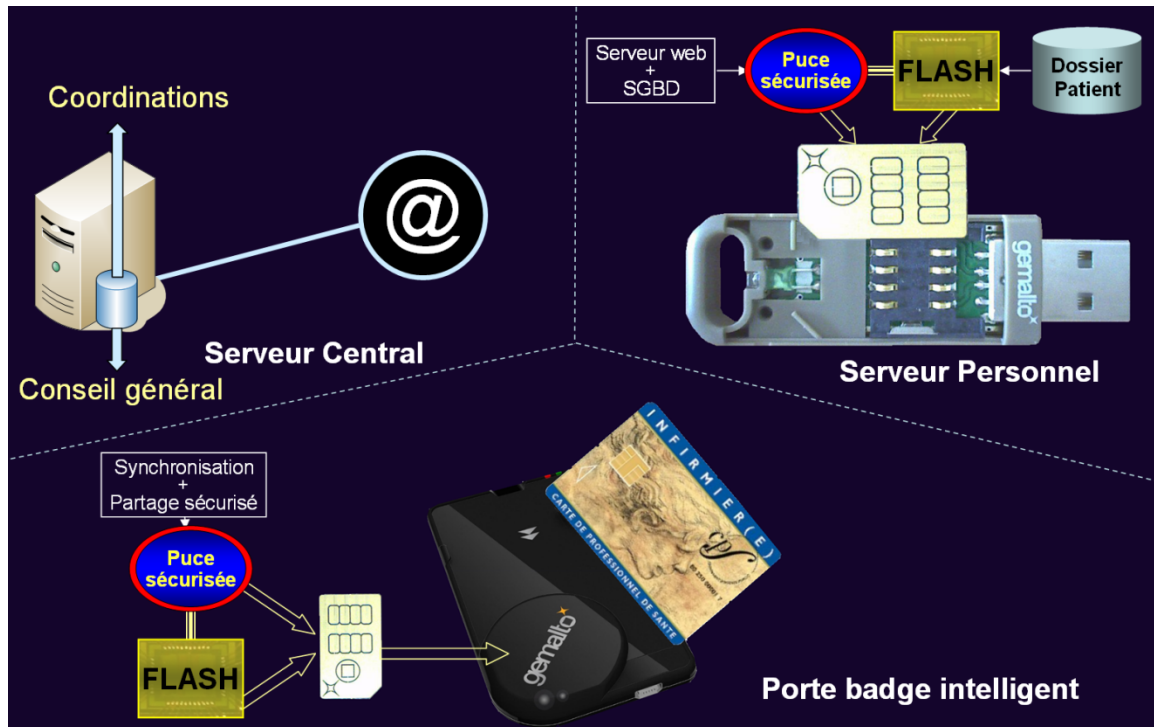 Coordinations
@
Serveur Central
Conseil général
Serveur web
+
SGBD
Puce
sécurisée
FLASH
Dossier
Patient
gemalto
Serveur Personnel
Synchronisation
+
Partage sécurisé
Puce
sécurisée
FLASH
gemalto
INFIRMIER(E)
cps
CARTE DE PROFESSIONNEL DE SANTE
Porte badge intelligent